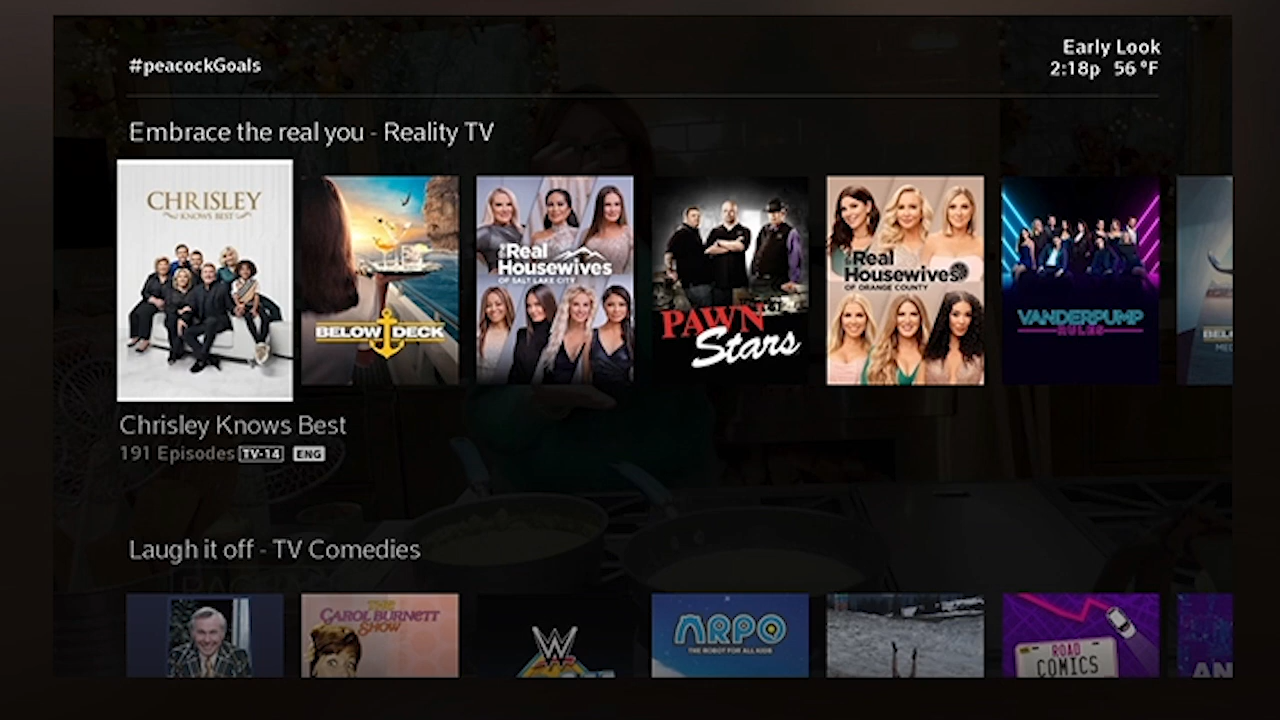 #peacockGoals
Early Look
2:18p 56 °F
Embrace the real you - Reality TV
CHRISLEY
KNOWS BEST
BELOW DECK
THE Real
Housewives
OF SALT LAKE CITY
PAWN
Stars
THE Real
Housewives
OF ORANGE COUNTY
VANDERPUMP
RULES
Chrisley Knows Best
191 Episodes TV-14 ENG
Laugh it off - TV Comedies
THE
CAROL BURNETT
SHOW
W
ARPO
THE ROBOT FOR ALL KIDS
ROAD
COMICS